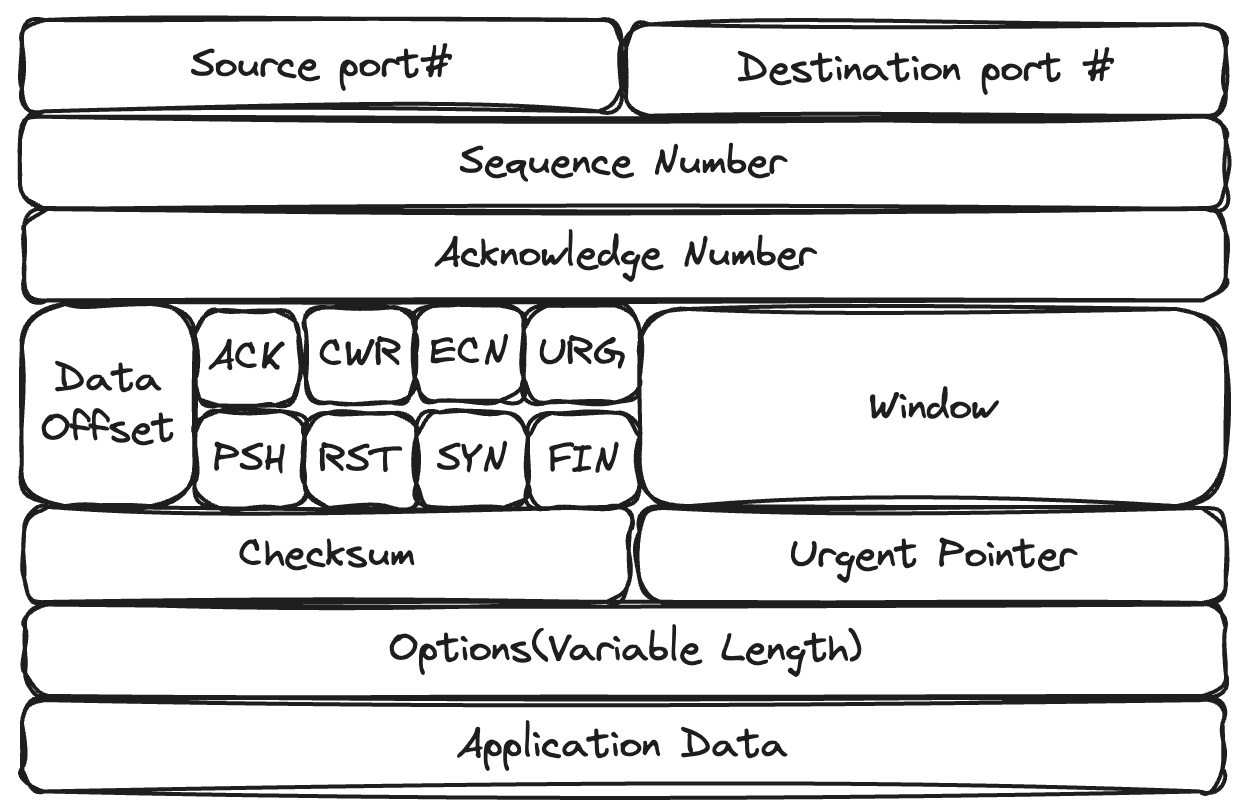 Source port#
Destination port #
Sequence Number
Acknowledge Number
Data
Offset
ACK
CWR
ECN
URG
PSH
RST
SYN
FIN
Window
Checksum
Urgent Pointer
Options(Variable Length)
Application Data